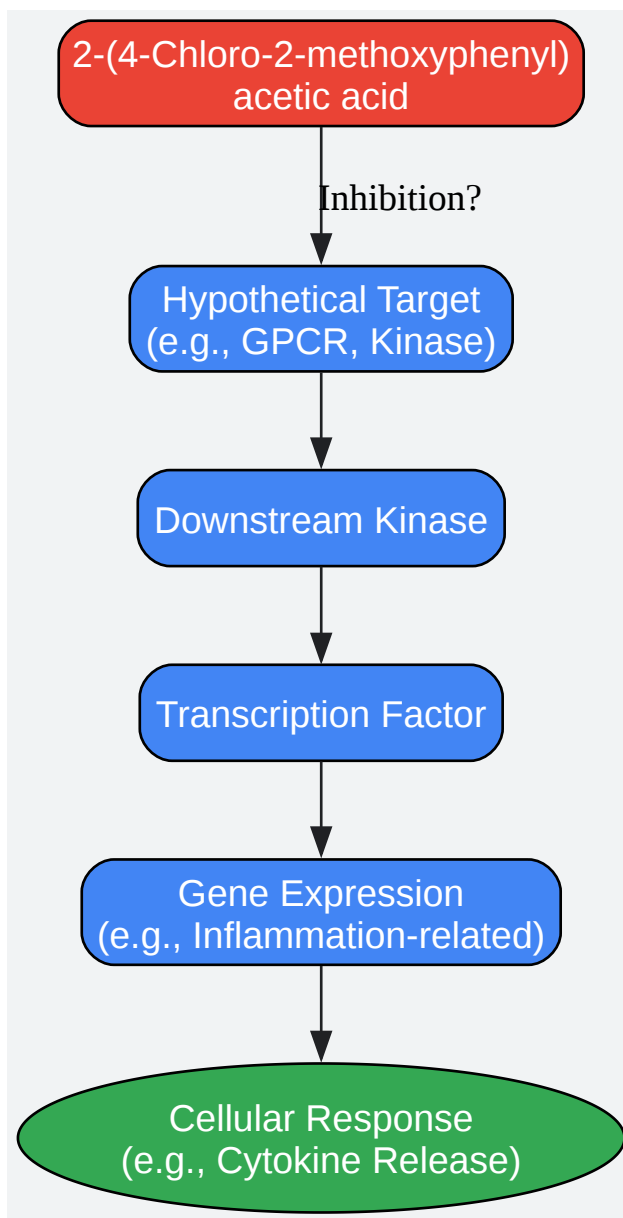 2-(4-Chloro-2-methoxyphenyl)
acetic acid
Inhibition?
Hypothetical Target
(e.g., GPCR, Kinase)
Downstream Kinase
Transcription Factor
Gene Expression
(e.g., Inflammation-related)
Cellular Response
(e.g., Cytokine Release)